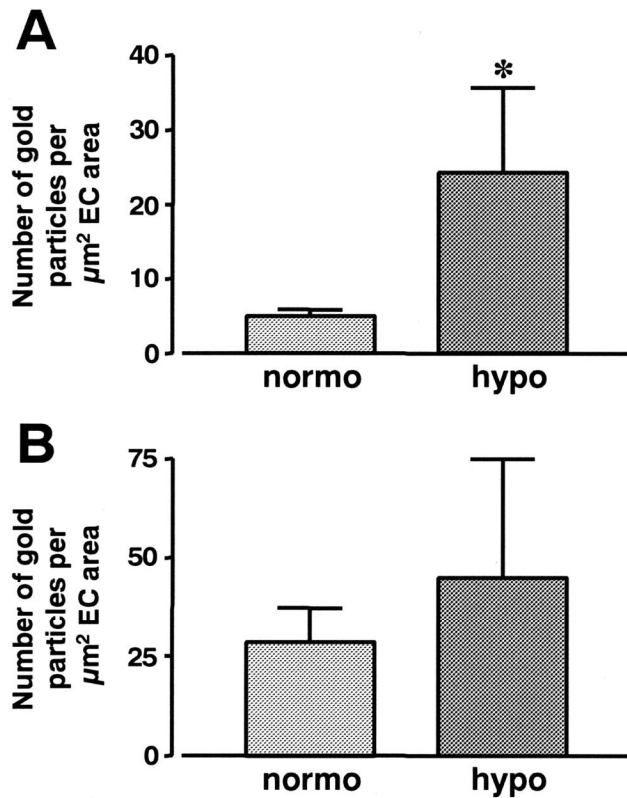 A
Number of gold
particles per
µm² EC area
40
30
20
10
0
*
normo
hypo
B
Number of gold
particles per
µm² EC area
75
50
25
0
normo
hypo